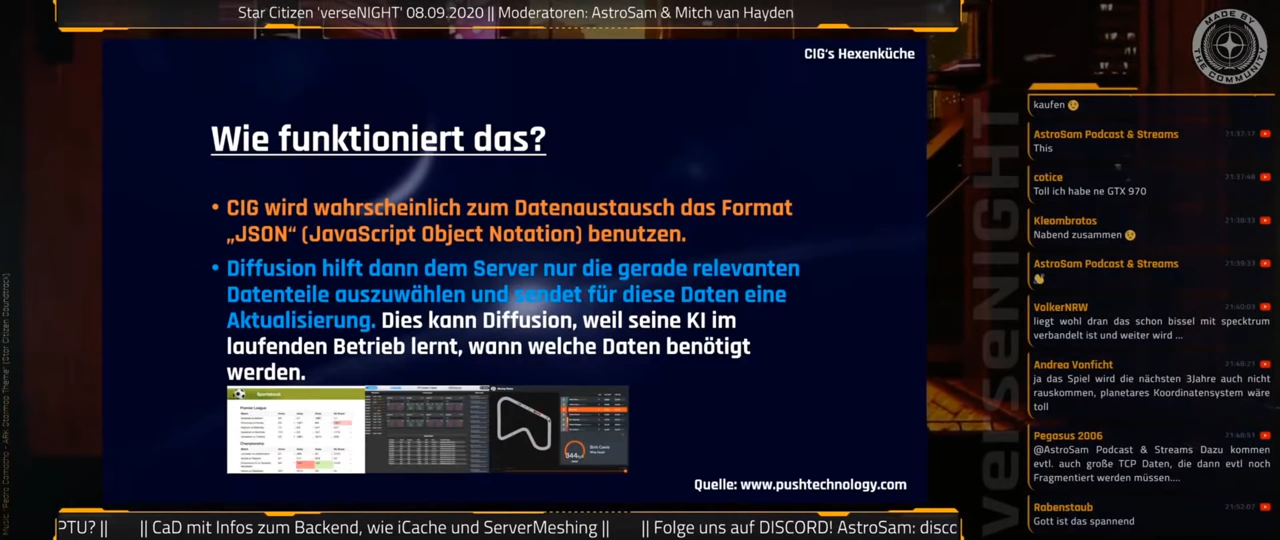 Star Citizen 'verseNIGHT' 08.09.2020 || Moderatoren: AstroSam & Mitch van Hayden
MADE BY
THE COMMUNITY
CIG's Hexenküche
Wie funktioniert das?
• CIG wird wahrscheinlich zum Datenaustausch das Format
„JSON“ (JavaScript Object Notation) benutzen.
• Diffusion hilft dann dem Server nur die gerade relevanten
Datenteile auszuwählen und sendet für diese Daten eine
Aktualisierung. Dies kann Diffusion, weil seine KI im
laufenden Betrieb lernt, wann welche Daten benötigt
werden.
Premier League
Championship
Quelle: www.pushtechnology.com
kaufen 😉
AstroSam Podcast & Streams 21:37:17
This
cotice 21:37:48
Toll ich habe ne GTX 970
Kleombrotos 21:38:33
Nabend zusammen 😉
AstroSam Podcast & Streams 21:39:33
👋
VolkerNRW 21:40:03
liegt wohl dran das schon bissel mit specktrum
verbandelt ist und weiter wird ...
Andrea Vonficht 21:48:21
ja das Spiel wird die nächsten 3Jahre auch nicht
rauskommen, planetares Koordinatensystem wäre
toll
Pegasus 2006 21:48:51
@AstroSam Podcast & Streams Dazu kommen
evtl. auch große TCP Daten, die dann evtl noch
Fragmentiert werden müssen....
Rabenstaub 21:52:07
Gott ist das spannend
verseNIGHT
PTU? || || CaD mit Infos zum Backend, wie iCache und ServerMeshing || || Folge uns auf DISCORD! AstroSam: discc